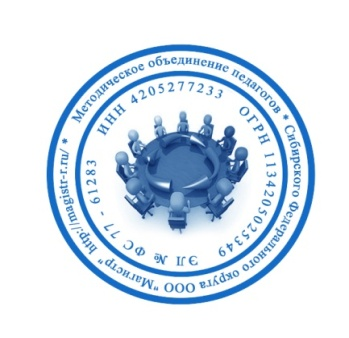 Методическое объединение педагогов * Сибирского Федерального округа ООО "Магистр" http://magistr-r.ru/ *
ИНН 4205277233 ОГРН 1134205025349 ЭЛ № ФС 77 - 61283